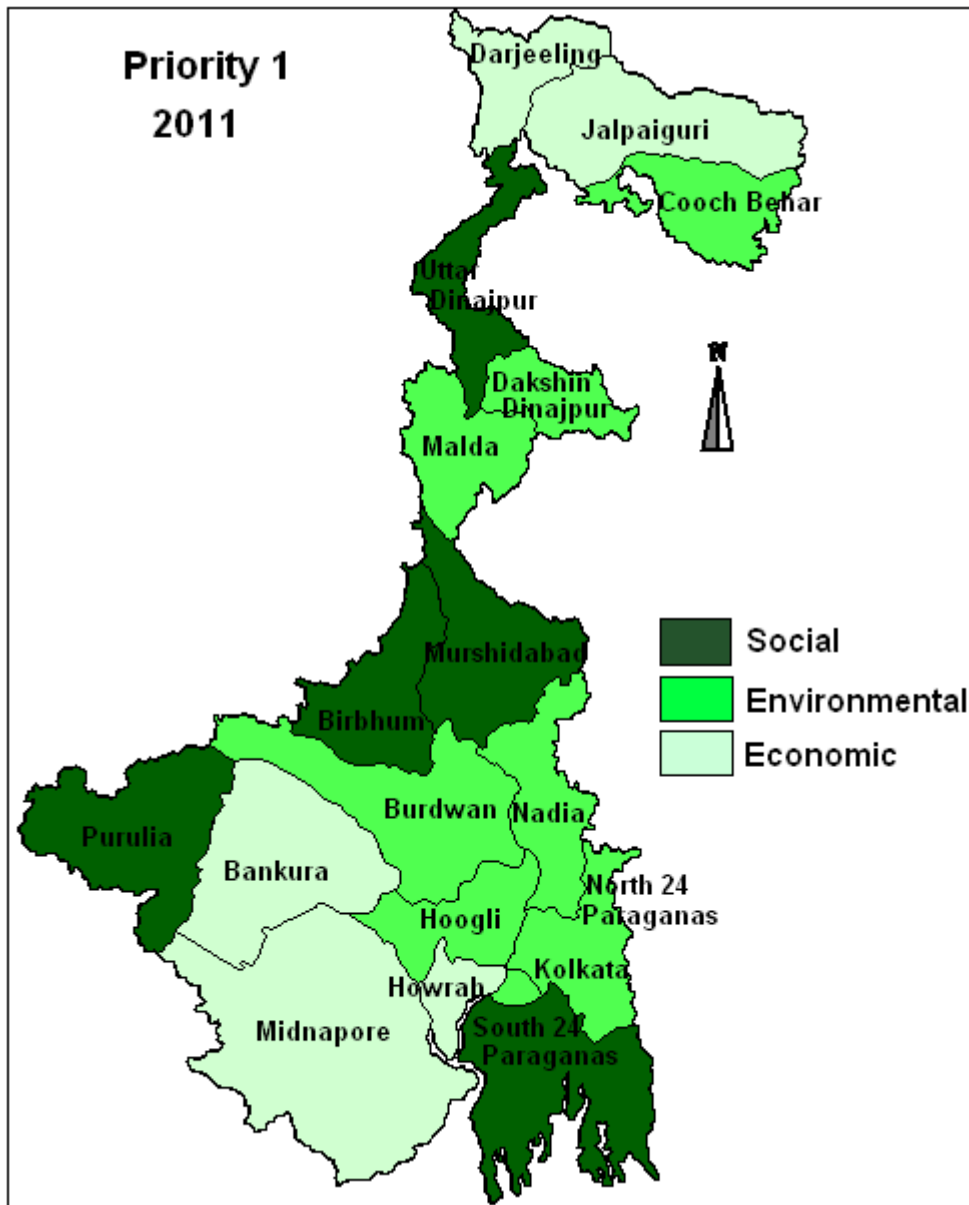 Priority 1
2011
Darjeeling
Jalpaiguri
Cooch Behar
Uttar
Dinajpur
N
Dakshin
Dinajpur
Malda
Social
Murshidabad
Environmental
Birbhum
Economic
Burdwan
Nadia
Purulia
Bankura
North 24
Paraganas
Hoogli
Kolkata
Howrah
Midnapore
South 24
Paraganas